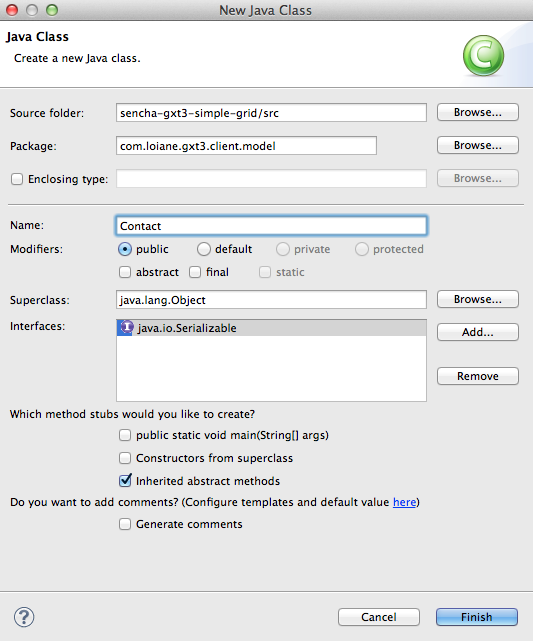 New Java Class
Java Class
Create a new Java class.
C
Source folder: sencha-gxt3-simple-grid/src Browse...
Package: com.loiane.gxt3.client.model Browse...
Enclosing type: Browse...
Name: Contact
Modifiers: public default private protected
abstract final static
Superclass: java.lang.Object Browse...
Interfaces: I java.io.Serializable Add...
Remove
Which method stubs would you like to create?
public static void main(String[] args)
Constructors from superclass
Inherited abstract methods
Do you want to add comments? (Configure templates and default value here)
Generate comments
? Cancel Finish